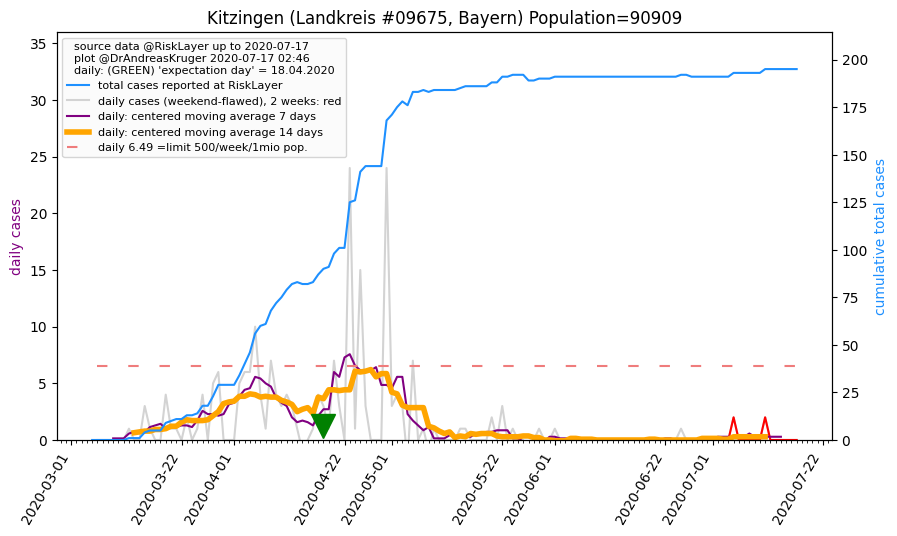 Kitzingen (Landkreis #09675, Bayern) Population=90909
source data @RiskLayer up to 2020-07-17
plot @DrAndreasKruger 2020-07-17 02:46
daily: (GREEN) 'expectation day' = 18.04.2020
total cases reported at RiskLayer
daily cases (weekend-flawed), 2 weeks: red
daily: centered moving average 7 days
daily: centered moving average 14 days
daily 6.49 =limit 500/week/1mio pop.
daily cases
35
30
25
20
15
10
5
0
cumulative total cases
200
175
150
125
100
75
50
25
0
2020-03-01
2020-03-22
2020-04-01
2020-04-22
2020-05-01
2020-05-22
2020-06-01
2020-06-22
2020-07-01
2020-07-22